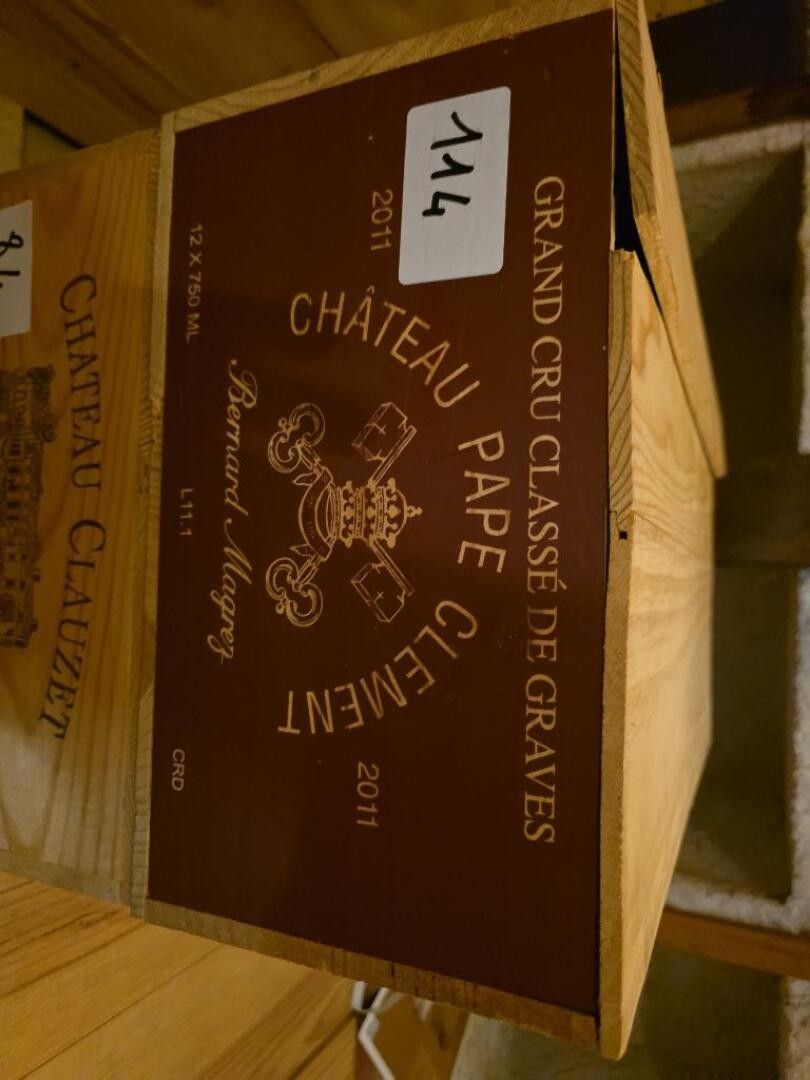 GRAND CRU CLASSÉ DE GRAVES
114
CHÂTEAU PAPE CLEMENT
2011
2011
Bernard Magrez
12 X 750 ML
L11.1
CRD
CHATEAU CLAUZET